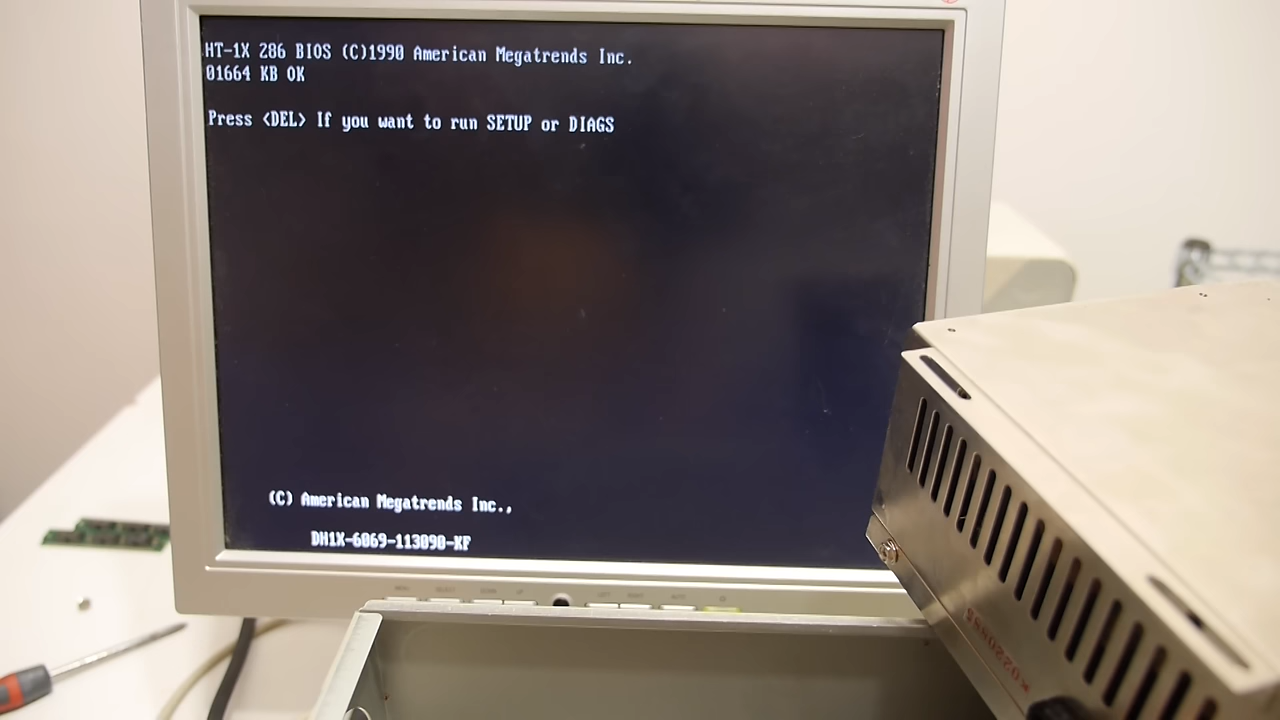 HT-1X 286 BIOS (C)1990 American Megatrends Inc.
01664 KB OK
Press <DEL> If you want to run SETUP or DIAGS
(C) American Megatrends Inc.,
DH1X-6069-113090-KF